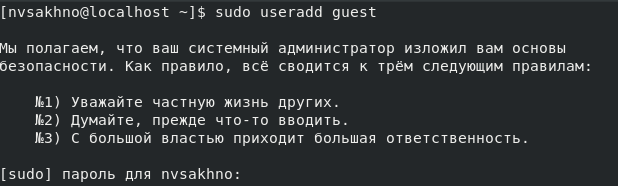 [nvsakhno@localhost ~]$ sudo useradd guest
Мы полагаем, что ваш системный администратор изложил вам основы
безопасности. Как правило, всё сводится к трём следующим правилам:
№1) Уважайте частную жизнь других.
№2) Думайте, прежде что-то вводить.
№3) С большой властью приходит большая ответственность.
[sudo] пароль для nvsakhno: